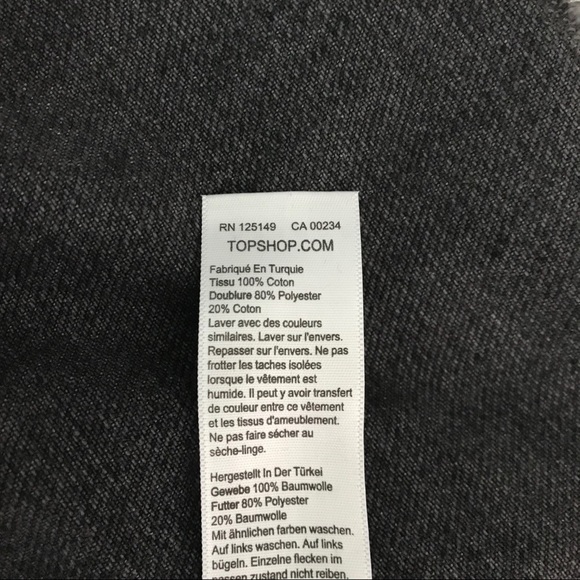 RN 125149 CA 00234
TOPSHOP.COM
Fabriqué En Turquie
Tissu 100% Coton
Doublure 80% Polyester
20% Coton
Laver avec des couleurs
similaires. Laver sur l'envers.
Repasser sur l'envers. Ne pas
frotter les taches isolées
lorsque le vêtement est
humide. Il peut y avoir transfert
de couleur entre ce vêtement
et les tissus d'ameublement.
Ne pas faire sécher au
sèche-linge.
Hergestellt In Der Türkei
Gewebe 100% Baumwolle
Futter 80% Polyester
20% Baumwolle
Mit ähnlichen farben waschen.
Auf links waschen. Auf links
bügeln. Einzelne flecken im
nassen zustand nicht reiben.